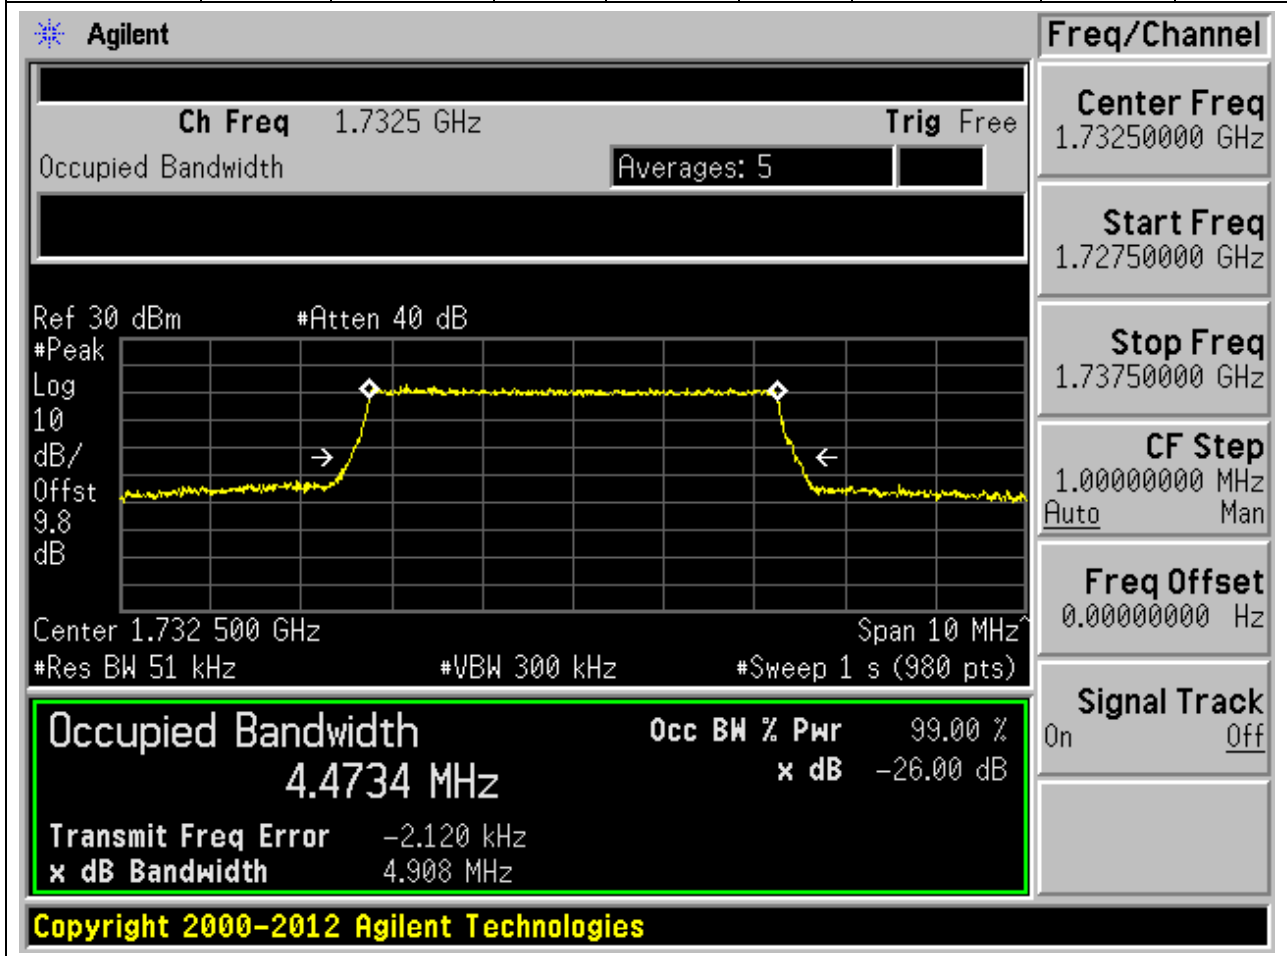 Agilent
Freq/Channel
Ch Freq 1.7325 GHz Trig Free
Occupied Bandwidth Averages: 5
Center Freq
1.73250000 GHz
Start Freq
1.72750000 GHz
Ref 30 dBm #Atten 40 dB
#Peak
Log
10
dB/
Offst
9.8
dB
Stop Freq
1.73750000 GHz
CF Step
1.00000000 MHz
Auto Man
Freq Offset
0.00000000 Hz
Center 1.732 500 GHz Span 10 MHz^
#Res BW 51 kHz #VBW 300 kHz #Sweep 1 s (980 pts)
Signal Track
On Off
Occupied Bandwidth
4.4734 MHz
Occ BW % Pwr 99.00 %
x dB -26.00 dB
Transmit Freq Error -2.120 kHz
x dB Bandwidth 4.908 MHz
Copyright 2000-2012 Agilent Technologies